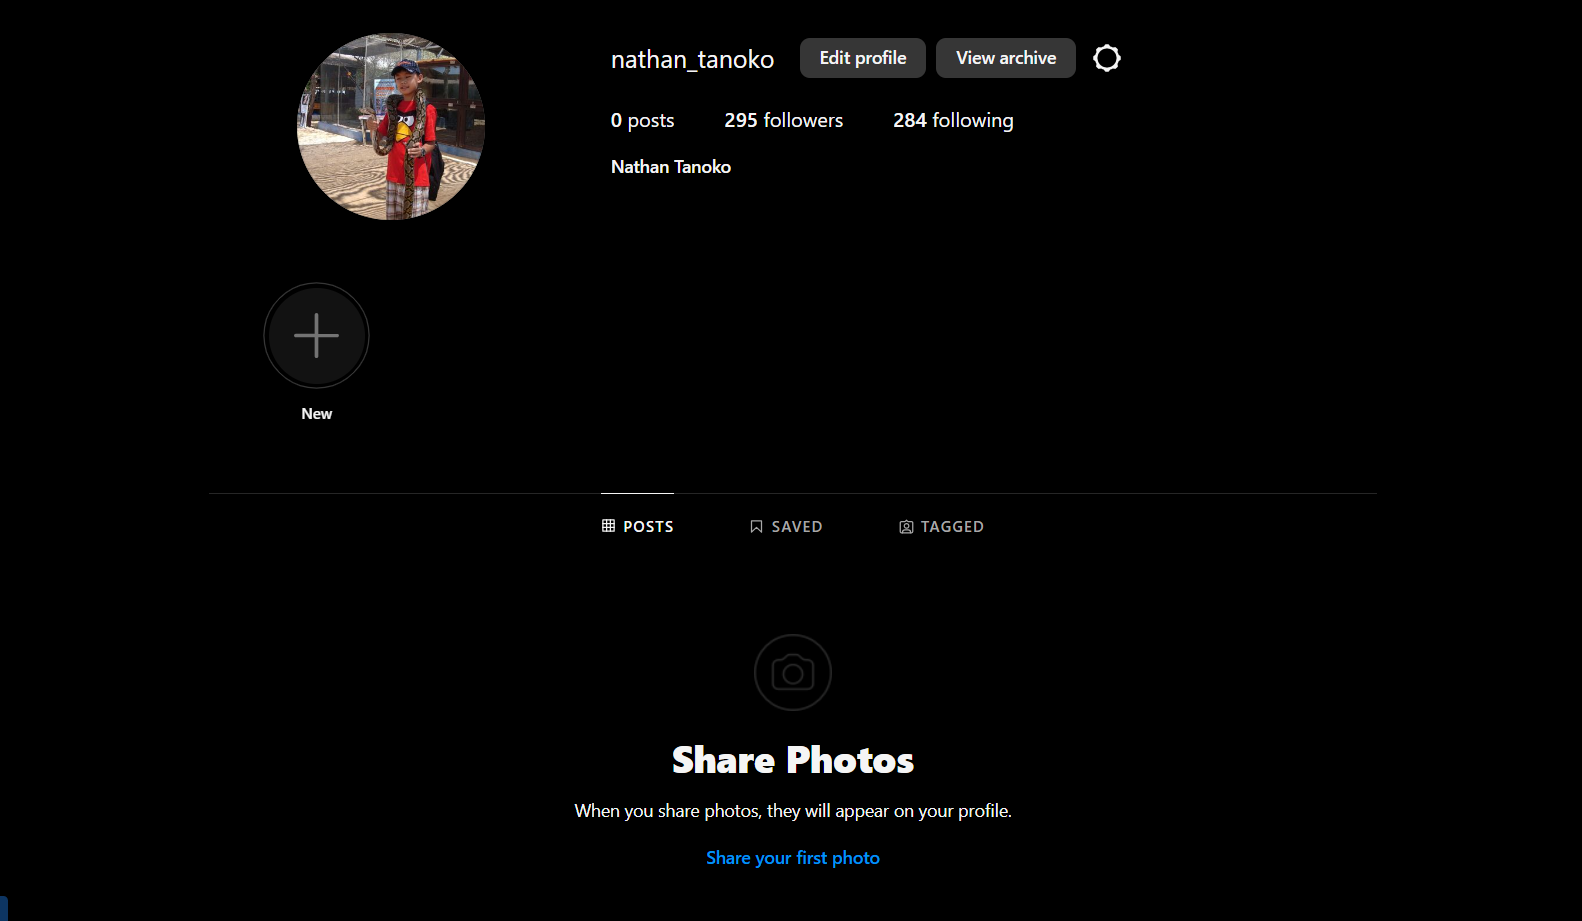 nathan_tanoko Edit profile View archive
0 posts 295 followers 284 following
Nathan Tanoko
New
POSTS SAVED TAGGED
Share Photos
When you share photos, they will appear on your profile.
Share your first photo